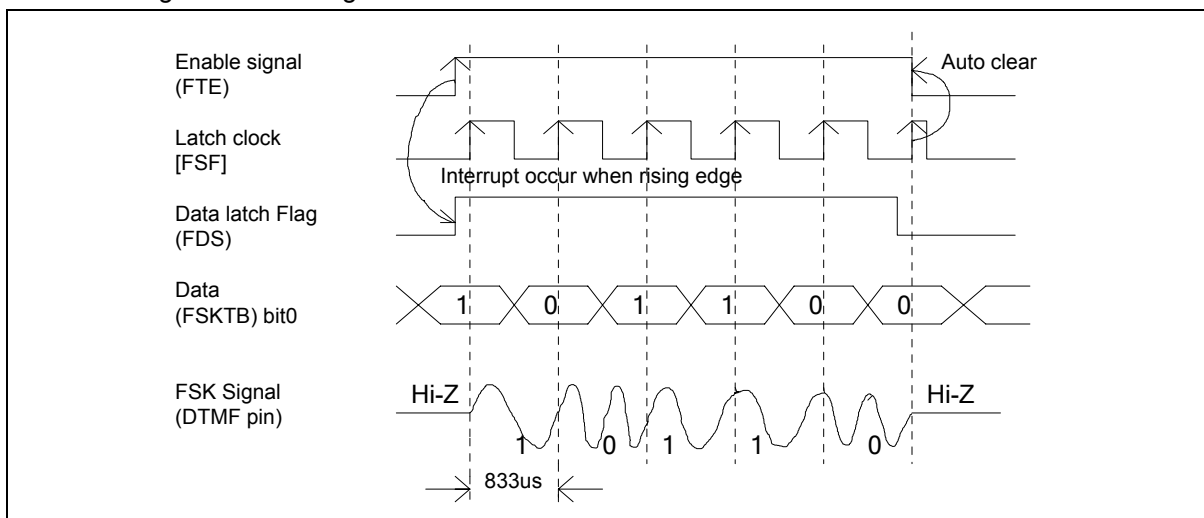 Enable signal
(FTE)
Auto clear
Latch clock
[FSF]
Interrupt occur when rising edge
Data latch Flag
(FDS)
Data
(FSKTB) bit0
1 0 1 1 0 0
FSK Signal
(DTMF pin)
Hi-Z
Hi-Z
1 0 1 1 0
833us